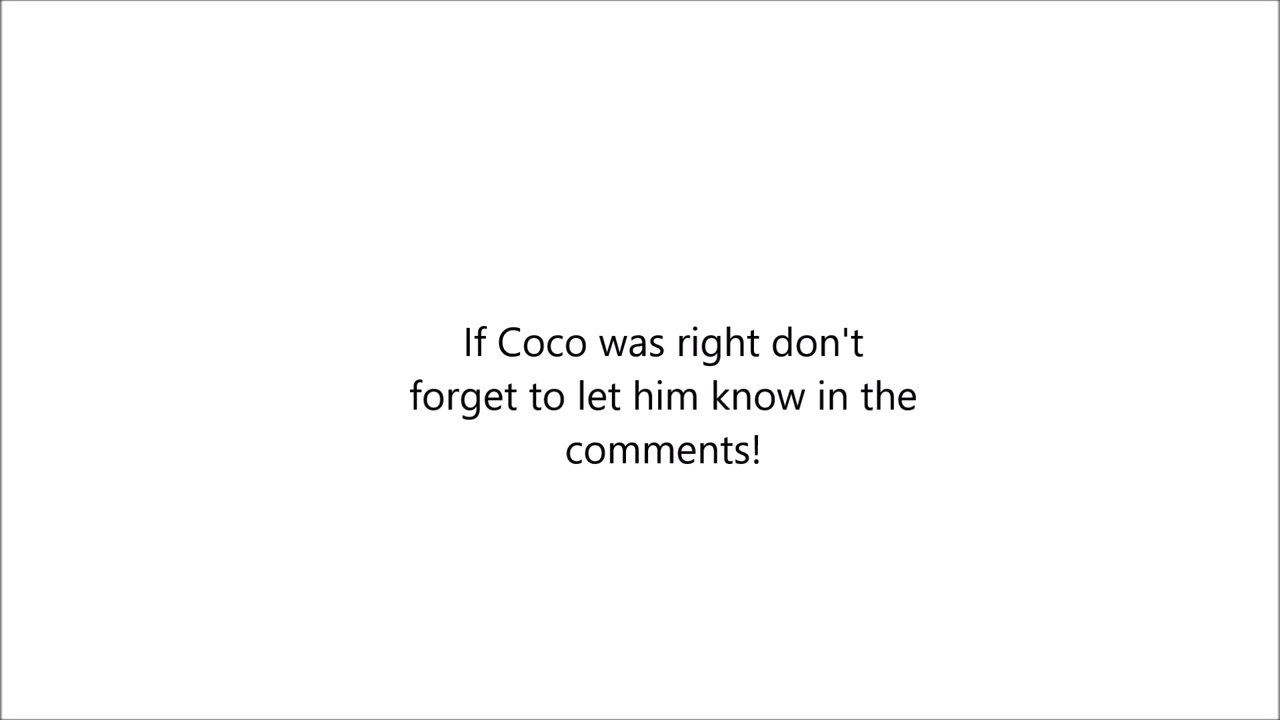 If Coco was right don't
forget to let him know in the
comments!